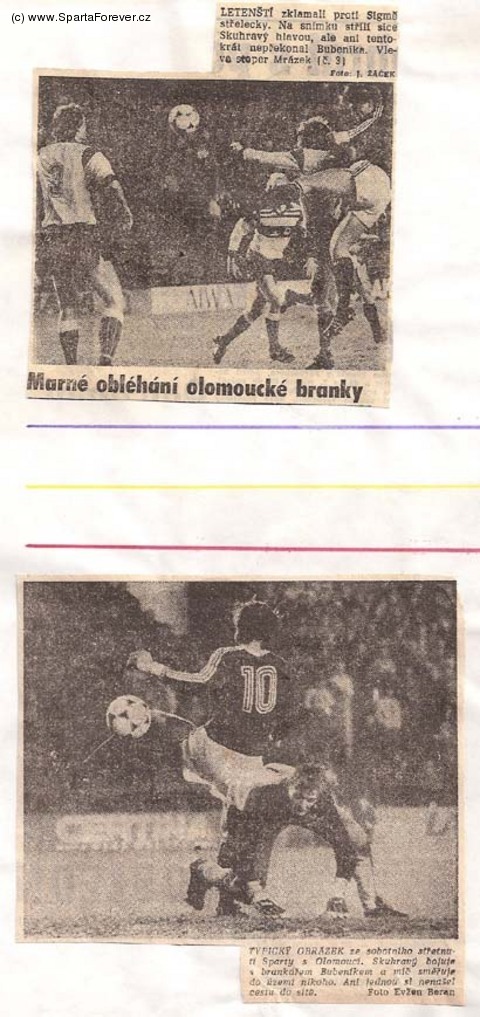 (c) www.SpartaForever.cz
LETENŠTÍ zklamali proti Sigmě
střelecky. Na snímku střílí sice
Skuhravý hlavou, ale ani tento-
krát nepřekonal Bubeníka. Vle-
vo stoper Mrázek (č. 3)
Foto: J. ŽÁČEK
AIWA
Marné obléhání olomoucké branky
10
TYPICKÝ OBRÁZEK ze sobotního střetnu-
tí Sparty s Olomoucí. Skuhravý bojuje
s brankářem Bubeníkem a míč směřuje
do území nikoho. Ani jednou si nenašel
cestu do sítě. Foto Evžen Beran